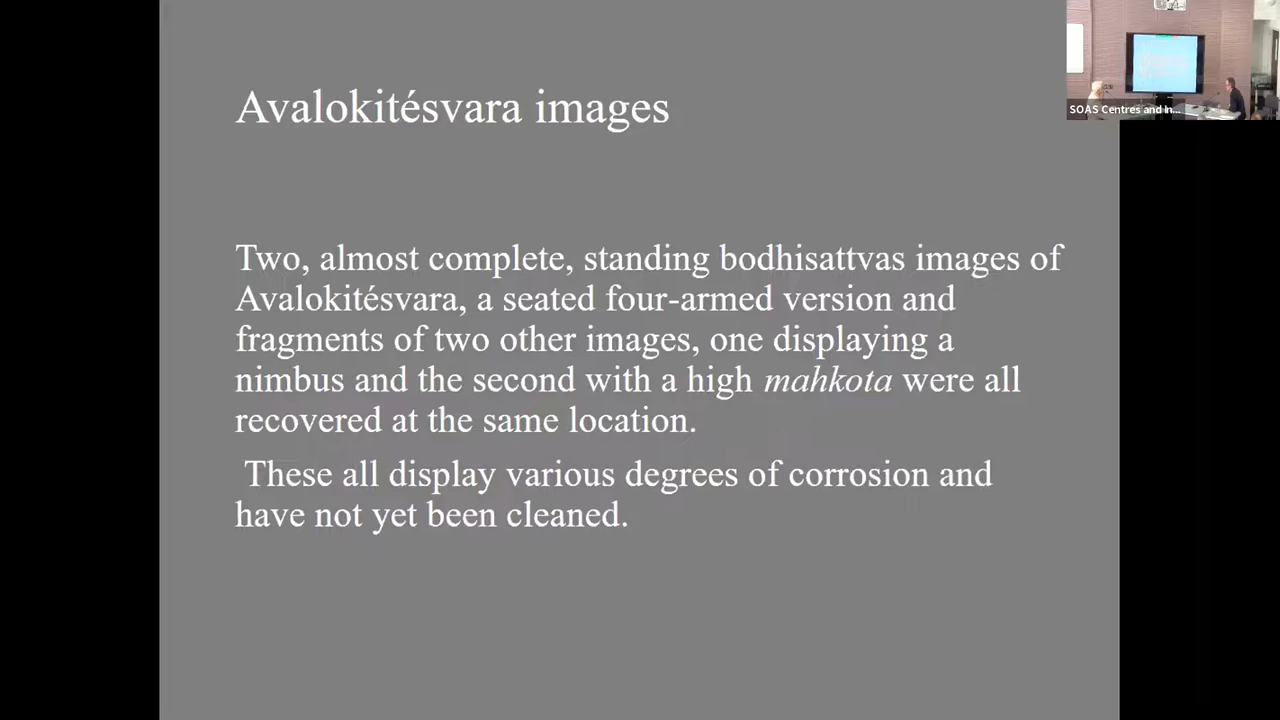 Avalokitésvara images
SOAS Centres and In...
Two, almost complete, standing bodhisattvas images of
Avalokitésvara, a seated four-armed version and
fragments of two other images, one displaying a
nimbus and the second with a high mahkota were all
recovered at the same location.
These all display various degrees of corrosion and
have not yet been cleaned.